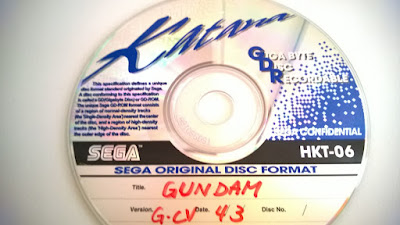 Katana
GIGABYTE
DISC
RECORDABLE
GDR
This specification defines a unique
disc format standard originated by Sega.
A disc conforming to this specification
is called GD(Gigabyte Disc) or GD-ROM.
The unique Sega GD-ROM format consists
of a region of normal-density tracks
(the 'Single-Density Area') nearest the center
of the disc, and a region of high-density
tracks (the 'High-Density Area') nearest
the outer edge of the disc.
SEGA CONFIDENTIAL
SEGA HKT-06
SEGA ORIGINAL DISC FORMAT
Title. GUNDAM
Version. G.CV Date. 43 Disc No. /